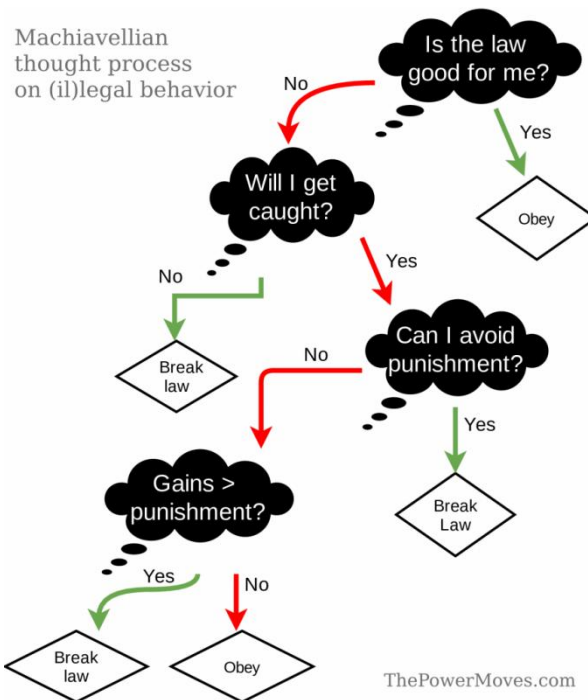 Machiavellian
thought process
on (il)legal behavior
Is the law
good for me?
No
Yes
Will I get
caught?
Obey
No
Yes
Can I avoid
punishment?
Break
law
No
Yes
Gains >
punishment?
Break
Law
Yes
No
Break
law
Obey
ThePowerMoves.com